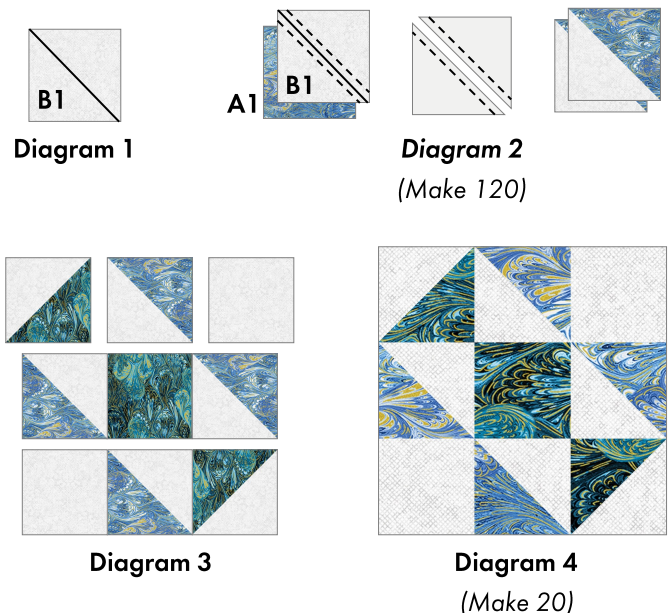 B1
Diagram 1
A1
B1
Diagram 2
(Make 120)
Diagram 3
Diagram 4
(Make 20)